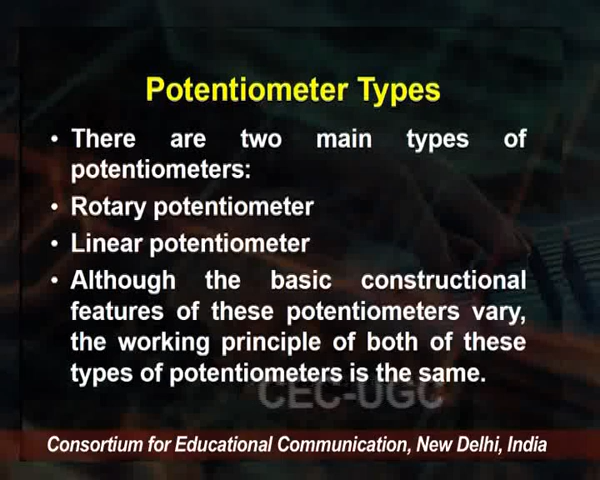 Potentiometer Types
• There are two main types of
potentiometers:
• Rotary potentiometer
• Linear potentiometer
• Although the basic constructional
features of these potentiometers vary,
the working principle of both of these
types of potentiometers is the same.
CEC-UGC
Consortium for Educational Communication, New Delhi, India